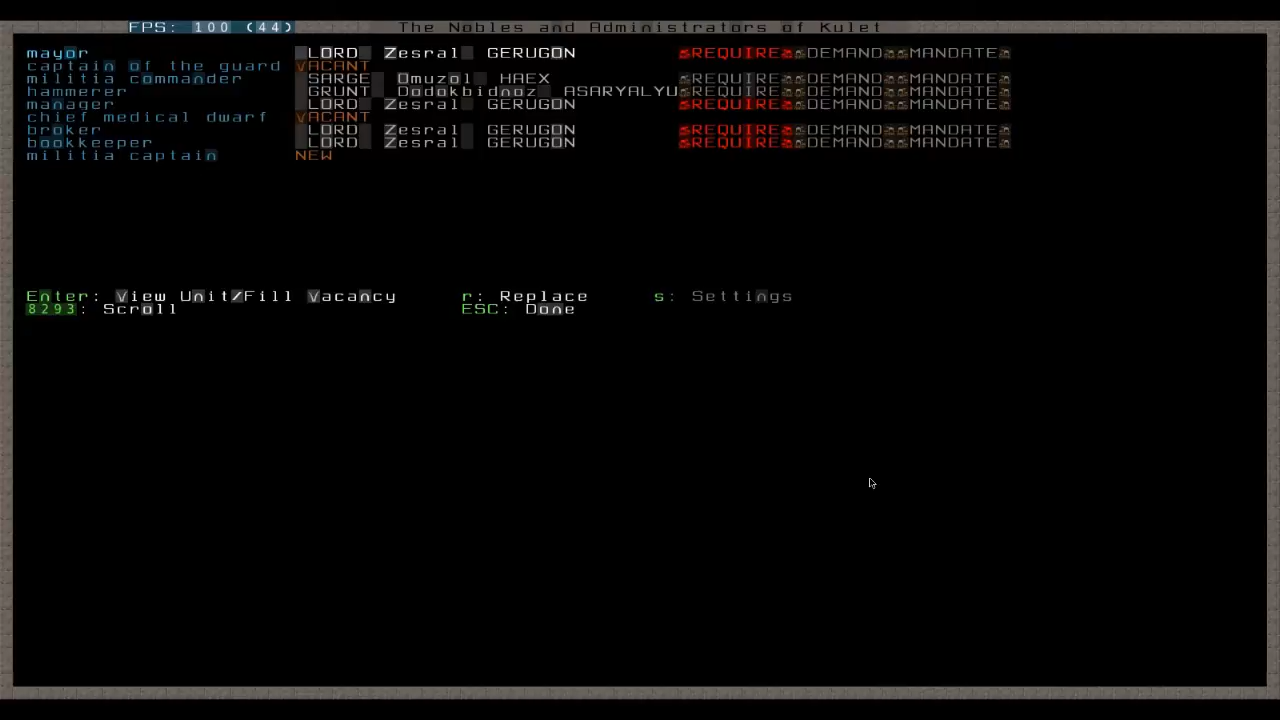 FPS: 100 (44) The Nobles and Administrators of Kulet
mayor LORD Zesral GERUGON REQUIRE DEMAND MANDATE
captain of the guard VACANT
militia commander SARGE Omuzol HAEX REQUIRE DEMAND MANDATE
hammerer GRUNT Dodokbidnoz ASARYALYU REQUIRE DEMAND MANDATE
manager LORD Zesral GERUGON REQUIRE DEMAND MANDATE
chief medical dwarf VACANT
broker LORD Zesral GERUGON REQUIRE DEMAND MANDATE
bookkeeper LORD Zesral GERUGON REQUIRE DEMAND MANDATE
militia captain NEW
Enter: View Unit/Fill Vacancy r: Replace s: Settings
8293: Scroll ESC: Done